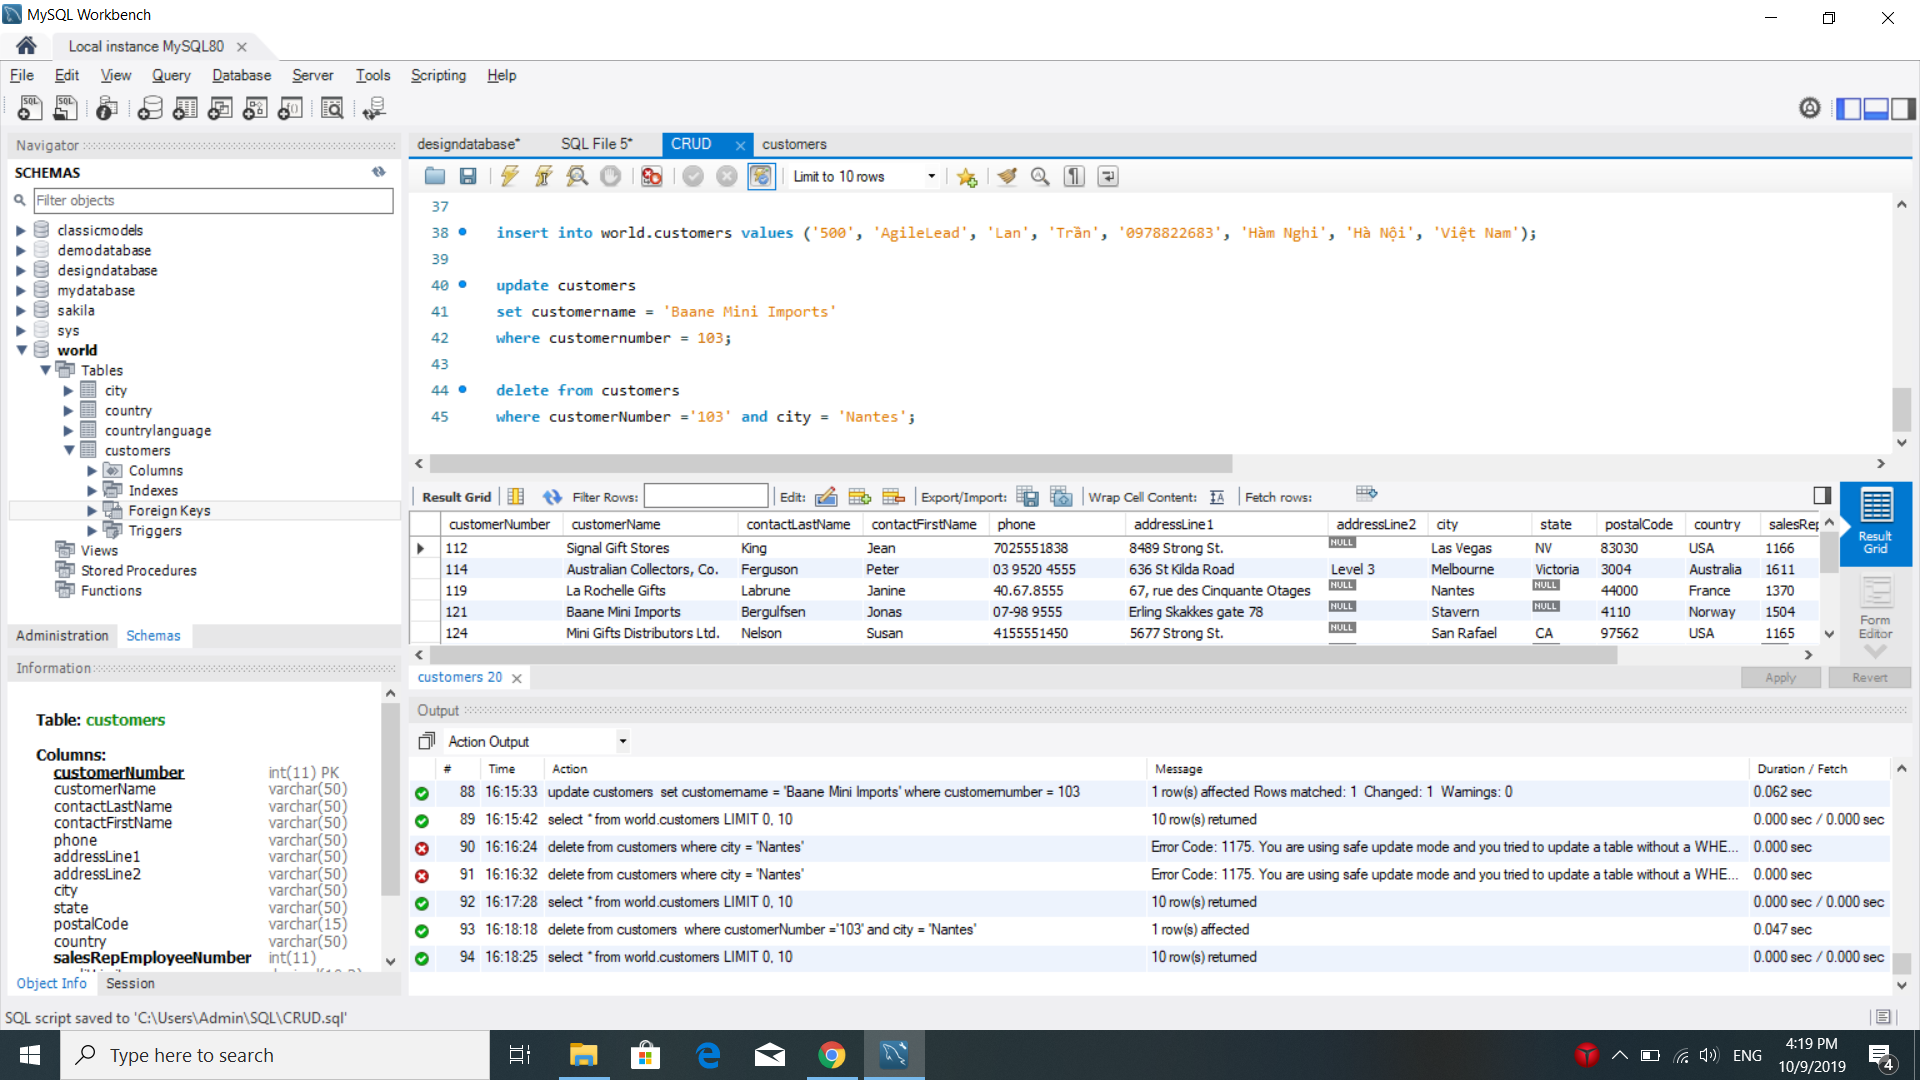 MySQL Workbench
Local instance MySQL80
File Edit View Query Database Server Tools Scripting Help
Navigator
SCHEMAS
Filter objects
classicmodels
demodatabase
designdatabase
mydatabase
sakila
sys
world
Tables
city
country
countrylanguage
customers
Columns
Indexes
Foreign Keys
Triggers
Views
Stored Procedures
Functions
Administration Schemas
Information
Table: customers
Columns:
customerNumber int(11) PK
customerName varchar(50)
contactLastName varchar(50)
contactFirstName varchar(50)
phone varchar(50)
addressLine1 varchar(50)
addressLine2 varchar(50)
city varchar(50)
state varchar(50)
postalCode varchar(15)
country varchar(50)
salesRepEmployeeNumber int(11)
Object Info Session
designdatabase* SQL File 5* CRUD customers
Limit to 10 rows
37
38 insert into world.customers values ('500', 'AgileLead', 'Lan', 'Trần', '0978822683', 'Hàm Nghi', 'Hà Nội', 'Việt Nam');
39
40 update customers
41 set customername = 'Baane Mini Imports'
42 where customernumber = 103;
43
44 delete from customers
45 where customerNumber ='103' and city = 'Nantes';
Result Grid Filter Rows: Edit: Export/Import: Wrap Cell Content: Fetch rows:
customerNumber customerName contactLastName contactFirstName phone addressLine1 addressLine2 city state postalCode country salesRep
112 Signal Gift Stores King Jean 7025551838 8489 Strong St. NULL Las Vegas NV 83030 USA 1166
114 Australian Collectors, Co. Ferguson Peter 03 9520 4555 636 St Kilda Road Level 3 Melbourne Victoria 3004 Australia 1611
119 La Rochelle Gifts Labrune Janine 40.67.8555 67, rue des Cinquante Otages NULL Nantes NULL 44000 France 1370
121 Baane Mini Imports Bergulfsen Jonas 07-98 9555 Erling Skakkes gate 78 NULL Stavern NULL 4110 Norway 1504
124 Mini Gifts Distributors Ltd. Nelson Susan 4155551450 5677 Strong St. NULL San Rafael CA 97562 USA 1165
Result Grid
Form Editor
customers 20
Apply Revert
Output
Action Output
# Time Action Message Duration / Fetch
88 16:15:33 update customers set customername = 'Baane Mini Imports' where customernumber = 103 1 row(s) affected Rows matched: 1 Changed: 1 Warnings: 0 0.062 sec
89 16:15:42 select * from world.customers LIMIT 0, 10 10 row(s) returned 0.000 sec / 0.000 sec
90 16:16:24 delete from customers where city = 'Nantes' Error Code: 1175. You are using safe update mode and you tried to update a table without a WHE... 0.000 sec
91 16:16:32 delete from customers where city = 'Nantes' Error Code: 1175. You are using safe update mode and you tried to update a table without a WHE... 0.000 sec
92 16:17:28 select * from world.customers LIMIT 0, 10 10 row(s) returned 0.000 sec / 0.000 sec
93 16:18:18 delete from customers where customerNumber ='103' and city = 'Nantes' 1 row(s) affected 0.047 sec
94 16:18:25 select * from world.customers LIMIT 0, 10 10 row(s) returned 0.000 sec / 0.000 sec
SQL script saved to 'C:\Users\Admin\SQL\CRUD.sql'
Type here to search
ENG
4:19 PM
10/9/2019
4